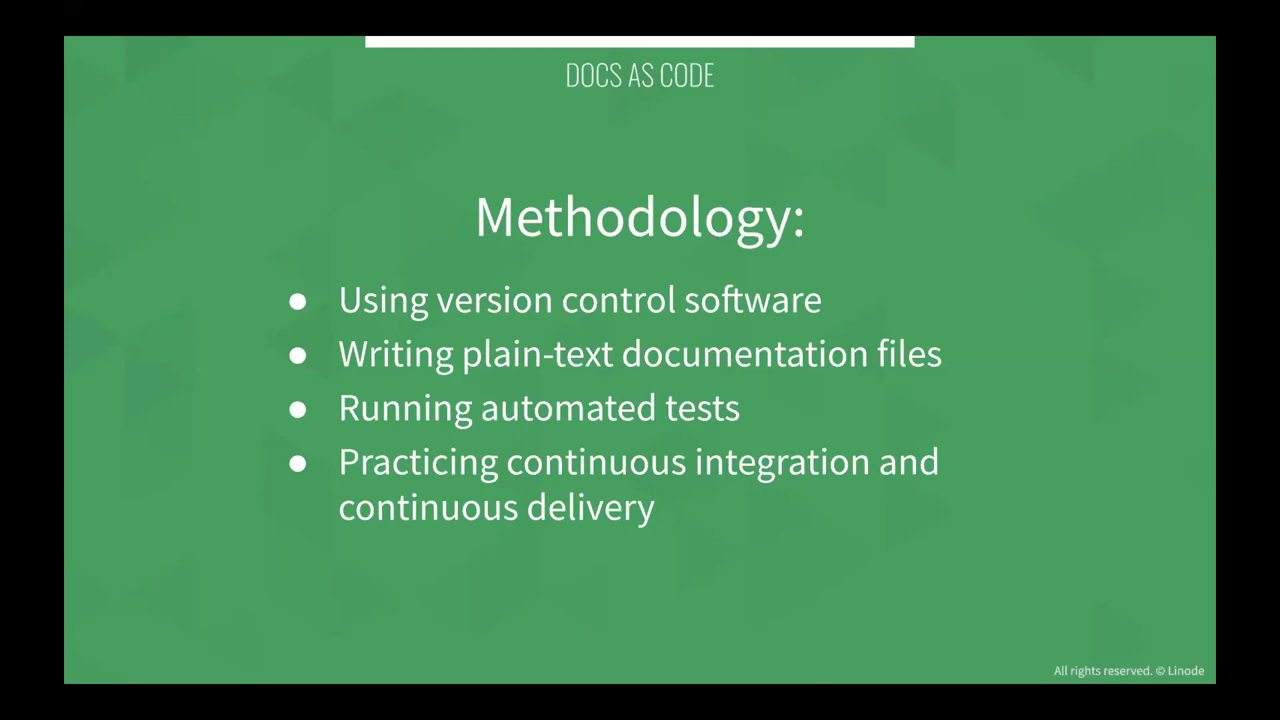 DOCS AS CODE
Methodology:
● Using version control software
● Writing plain-text documentation files
● Running automated tests
● Practicing continuous integration and
continuous delivery
All rights reserved. © Linode